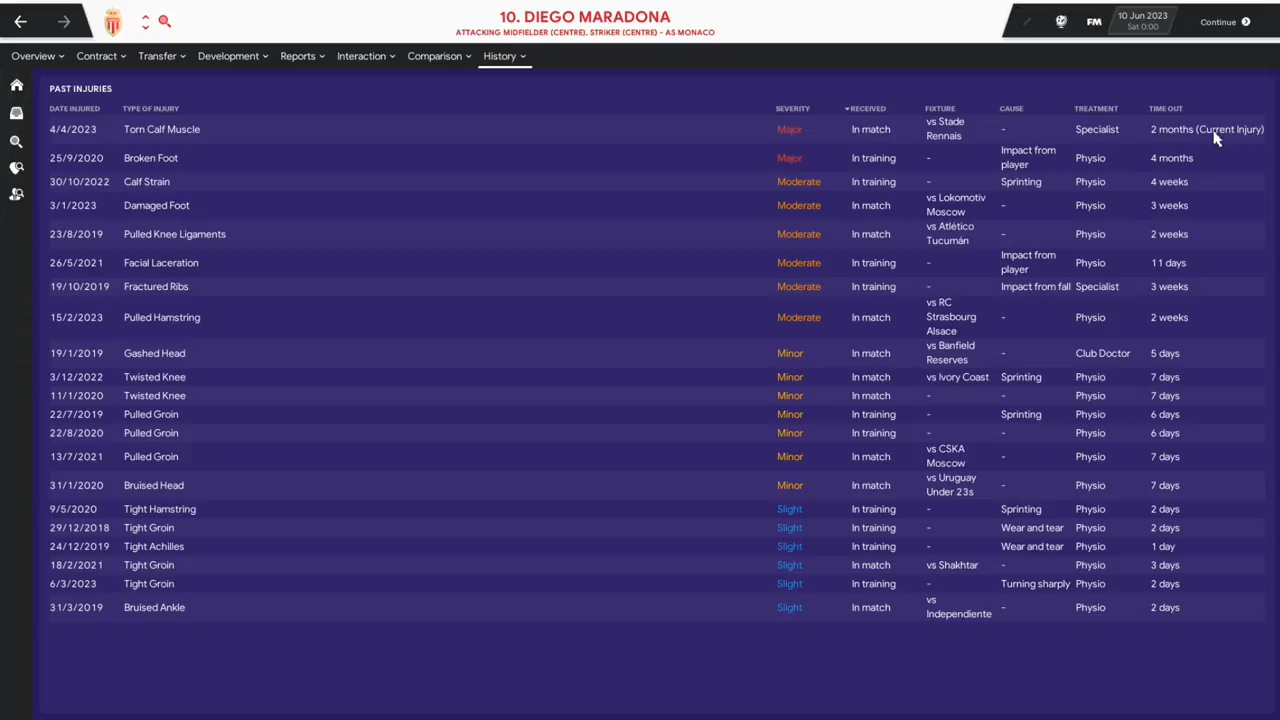 10. DIEGO MARADONA
ATTACKING MIDFIELDER (CENTRE), STRIKER (CENTRE) - AS MONACO
FM
10 Jun 2023
Sat 0:00
Continue
Overview Contract Transfer Development Reports Interaction Comparison History
PAST INJURIES
DATE INJURED TYPE OF INJURY SEVERITY RECEIVED FIXTURE CAUSE TREATMENT TIME OUT
4/4/2023 Torn Calf Muscle Major In match vs Stade Rennais - Specialist 2 months (Current Injury)
25/9/2020 Broken Foot Major In training - Impact from player Physio 4 months
30/10/2022 Calf Strain Moderate In training - Sprinting Physio 4 weeks
3/1/2023 Damaged Foot Moderate In match vs Lokomotiv Moscow - Physio 3 weeks
23/8/2019 Pulled Knee Ligaments Moderate In match vs Atlético Tucumán - Physio 2 weeks
26/5/2021 Facial Laceration Moderate In training - Impact from player Physio 11 days
19/10/2019 Fractured Ribs Moderate In training - Impact from fall Specialist 3 weeks
15/2/2023 Pulled Hamstring Moderate In match vs RC Strasbourg Alsace - Physio 2 weeks
19/1/2019 Gashed Head Minor In match vs Banfield Reserves - Club Doctor 5 days
3/12/2022 Twisted Knee Minor In match vs Ivory Coast Sprinting Physio 7 days
11/1/2020 Twisted Knee Minor In match - - Physio 7 days
22/7/2019 Pulled Groin Minor In training - Sprinting Physio 6 days
22/8/2020 Pulled Groin Minor In training - - Physio 6 days
13/7/2021 Pulled Groin Minor In match vs CSKA Moscow - Physio 7 days
31/1/2020 Bruised Head Minor In match vs Uruguay Under 23s - Physio 7 days
9/5/2020 Tight Hamstring Slight In training - Sprinting Physio 2 days
29/12/2018 Tight Groin Slight In training - Wear and tear Physio 2 days
24/12/2019 Tight Achilles Slight In training - Wear and tear Physio 1 day
18/2/2021 Tight Groin Slight In match vs Shakhtar - Physio 3 days
6/3/2023 Tight Groin Slight In training - Turning sharply Physio 2 days
31/3/2019 Bruised Ankle Slight In match vs Independiente - Physio 2 days